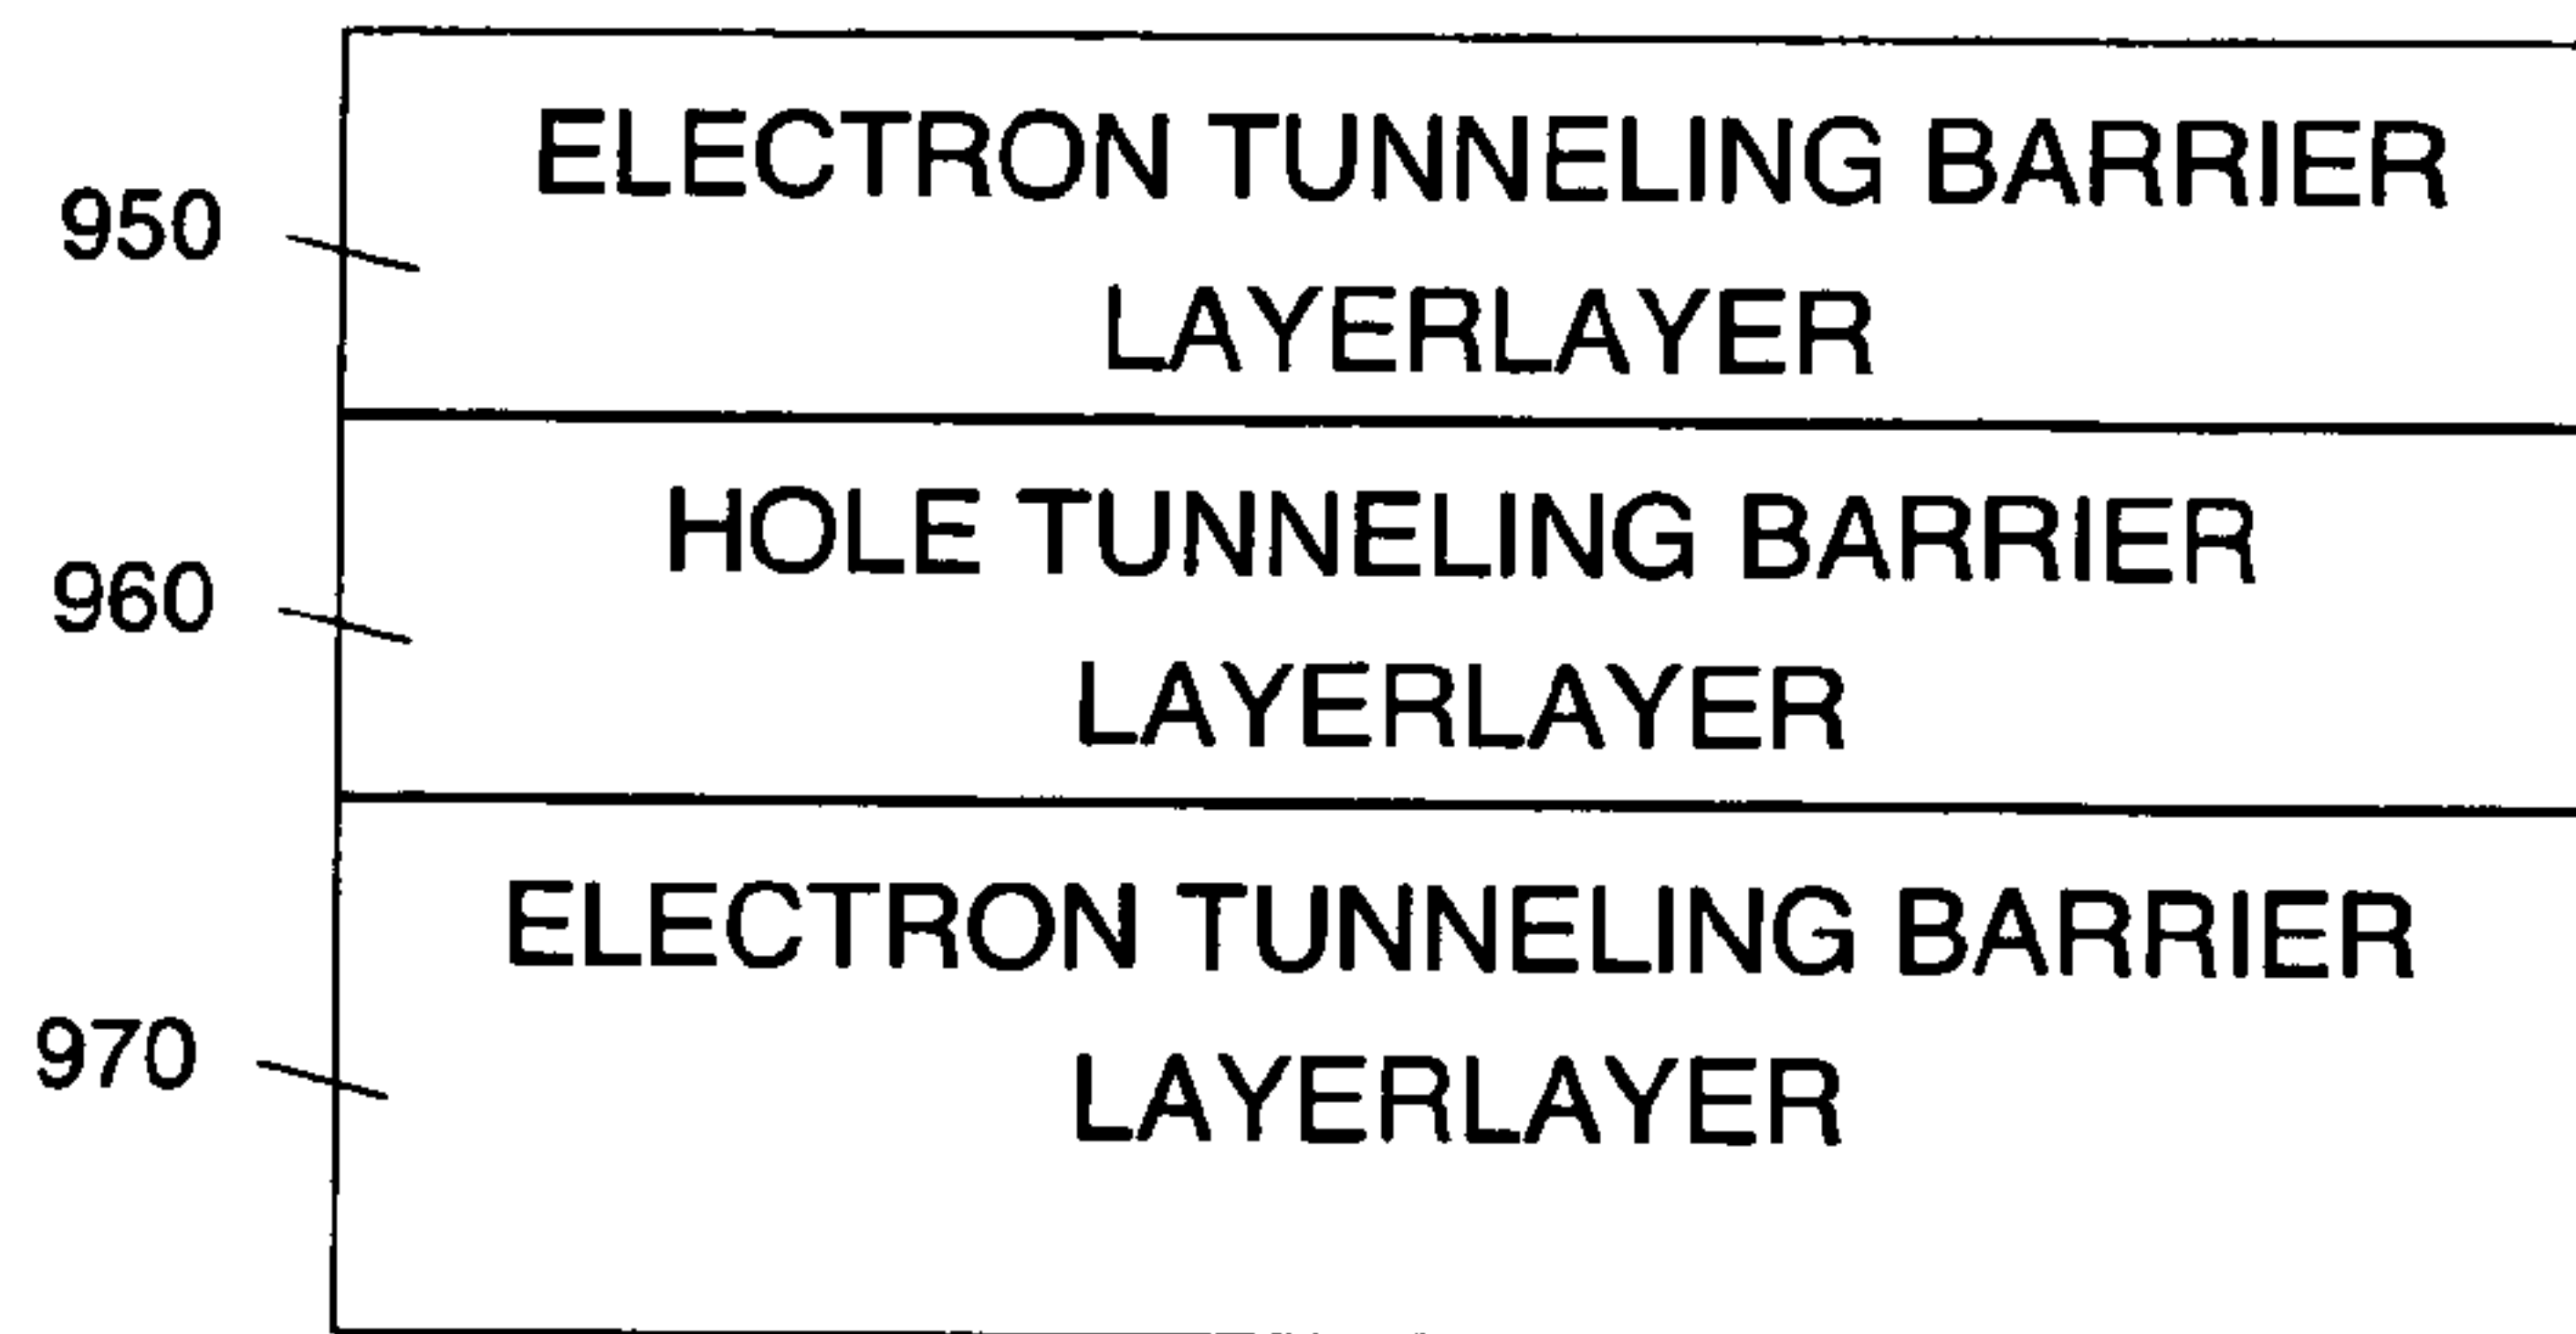 ELECTRON TUNNELING BARRIER
950
LAYERLAYER
HOLE TUNNELING BARRIER
960
LAYERLAYER
ELECTRON TUNNELING BARRIER
970
LAYERLAYER